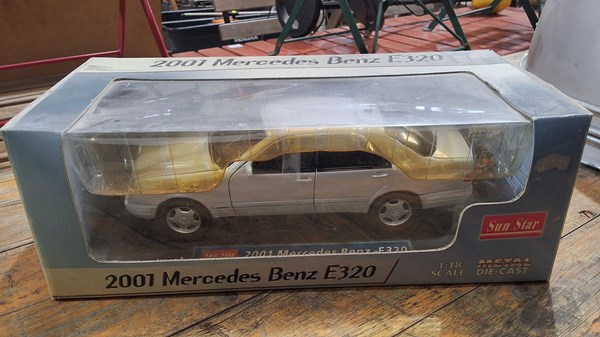 2001 Mercedes Benz E320
Sun Star
Sun Star 2001 Mercedes Benz E320
1:18
SCALE
METAL
DIE-CAST
2001 Mercedes Benz E320